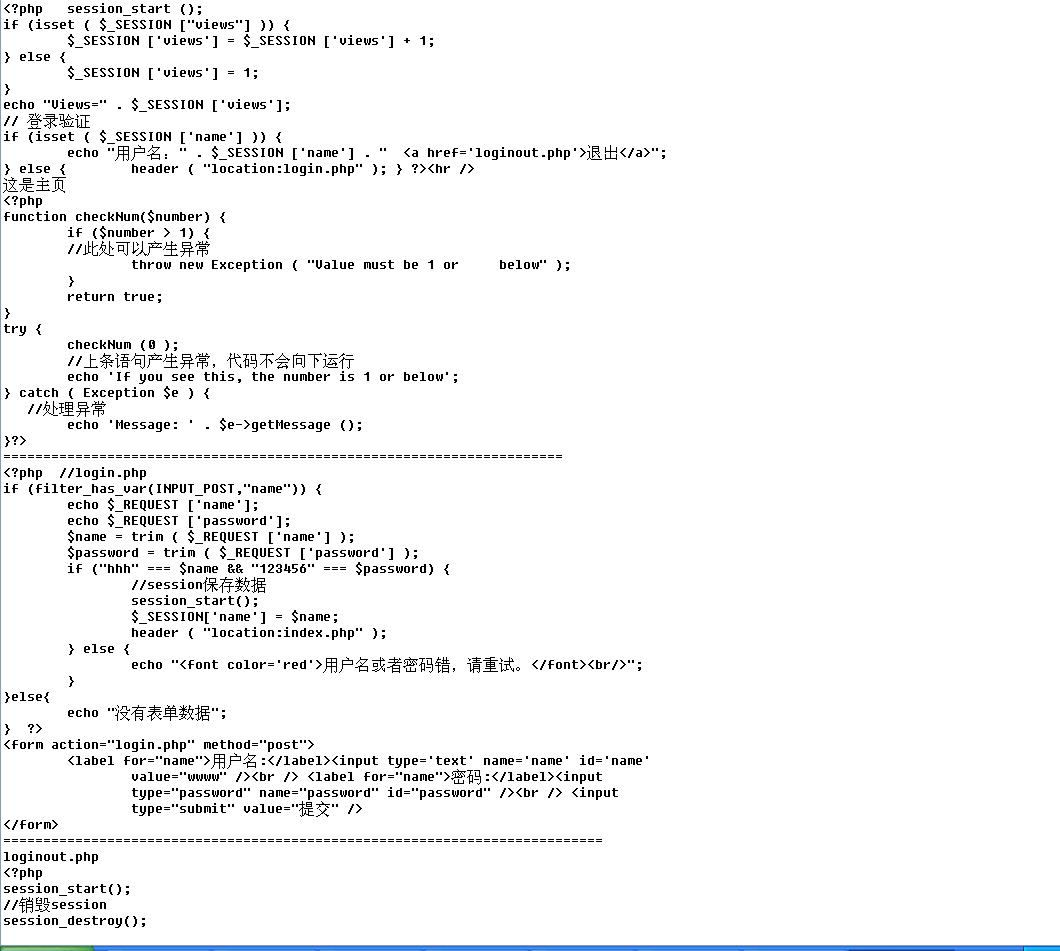 <?php   session_start ();
if (isset ( $_SESSION ["views"] )) {
        $_SESSION ['views'] = $_SESSION ['views'] + 1;
} else {
        $_SESSION ['views'] = 1;
}
echo "Views=" . $_SESSION ['views'];
// 登录验证
if (isset ( $_SESSION ['name'] )) {
        echo "用户名：" . $_SESSION ['name'] . "  <a href='loginout.php'>退出</a>";
} else {        header ( "location:login.php" ); } ?><hr />
这是主页
<?php
function checkNum($number) {
        if ($number > 1) {
        //此处可以产生异常
                throw new Exception ( "Value must be 1 or     below" );
        }
        return true;
}
try {
        checkNum (0 );
        //上条语句产生异常，代码不会向下运行
        echo 'If you see this, the number is 1 or below';
} catch ( Exception $e ) {
   //处理异常
        echo 'Message: ' . $e->getMessage ();
}?>
======================================================================
<?php  //login.php
if (filter_has_var(INPUT_POST,"name")) {
        echo $_REQUEST ['name'];
        echo $_REQUEST ['password'];
        $name = trim ( $_REQUEST ['name'] );
        $password = trim ( $_REQUEST ['password'] );
        if ("hhh" === $name && "123456" === $password) {
                //session保存数据
                session_start();
                $_SESSION['name'] = $name;
                header ( "location:index.php" );
        } else {
                echo "<font color='red'>用户名或者密码错，请重试。</font><br/>";
        }
}else{
        echo "没有表单数据";
}  ?>
<form action="login.php" method="post">
        <label for="name">用户名:</label><input type='text' name='name' id='name'
                value="wwww" /><br /> <label for="name">密码:</label><input
                type="password" name="password" id="password" /><br /> <input
                type="submit" value="提交" />
</form>
===========================================================================
loginout.php
<?php
session_start();
//销毁session
session_destroy();